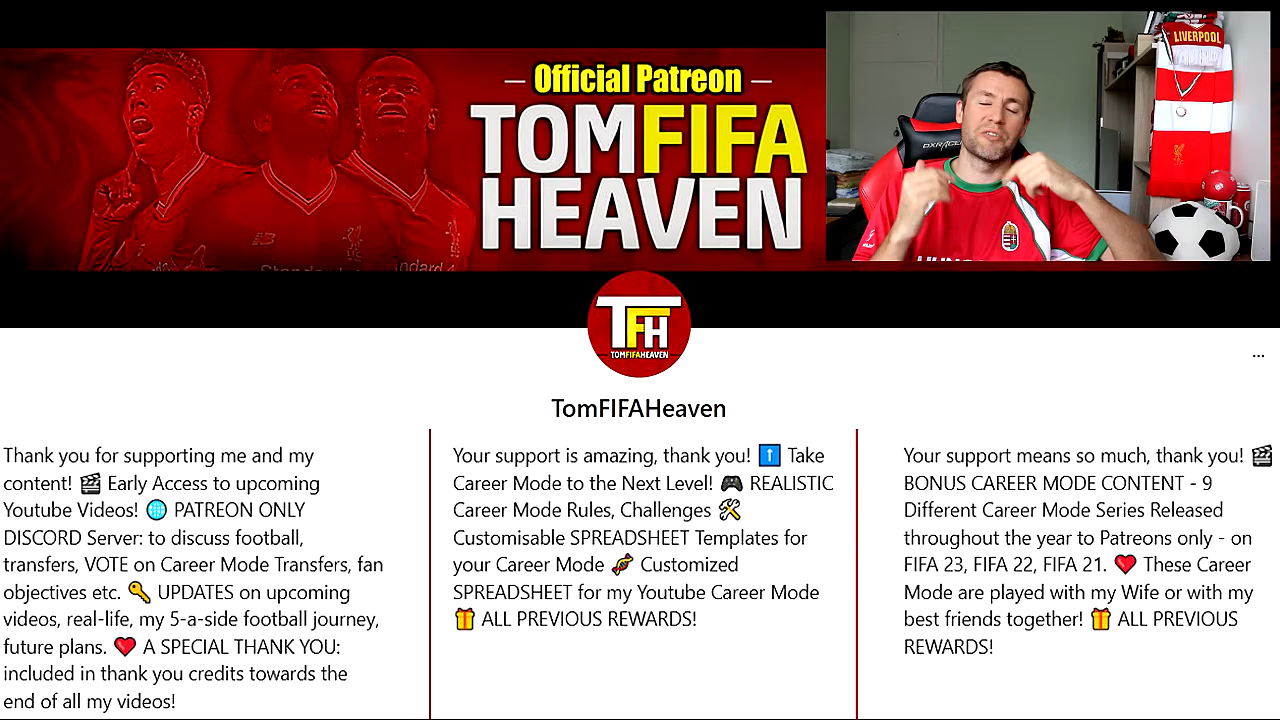 — Official Patreon —
TOMFIFA
HEAVEN
LIVERPOOL
DXRACER
TFH
TOMFIFAHEAVEN
...
TomFIFAHeaven
Thank you for supporting me and my
content! 🎬 Early Access to upcoming
Youtube Videos! 🌐 PATREON ONLY
DISCORD Server: to discuss football,
transfers, VOTE on Career Mode Transfers, fan
objectives etc. 🔑 UPDATES on upcoming
videos, real-life, my 5-a-side football journey,
future plans. ❤️ A SPECIAL THANK YOU:
included in thank you credits towards the
end of all my videos!
Your support is amazing, thank you! ⬆️ Take
Career Mode to the Next Level! 🎮 REALISTIC
Career Mode Rules, Challenges 🛠️
Customisable SPREADSHEET Templates for
your Career Mode 🧬 Customized
SPREADSHEET for my Youtube Career Mode
🎁 ALL PREVIOUS REWARDS!
Your support means so much, thank you! 🎬
BONUS CAREER MODE CONTENT - 9
Different Career Mode Series Released
throughout the year to Patreons only - on
FIFA 23, FIFA 22, FIFA 21. ❤️ These Career
Mode are played with my Wife or with my
best friends together! 🎁 ALL PREVIOUS
REWARDS!